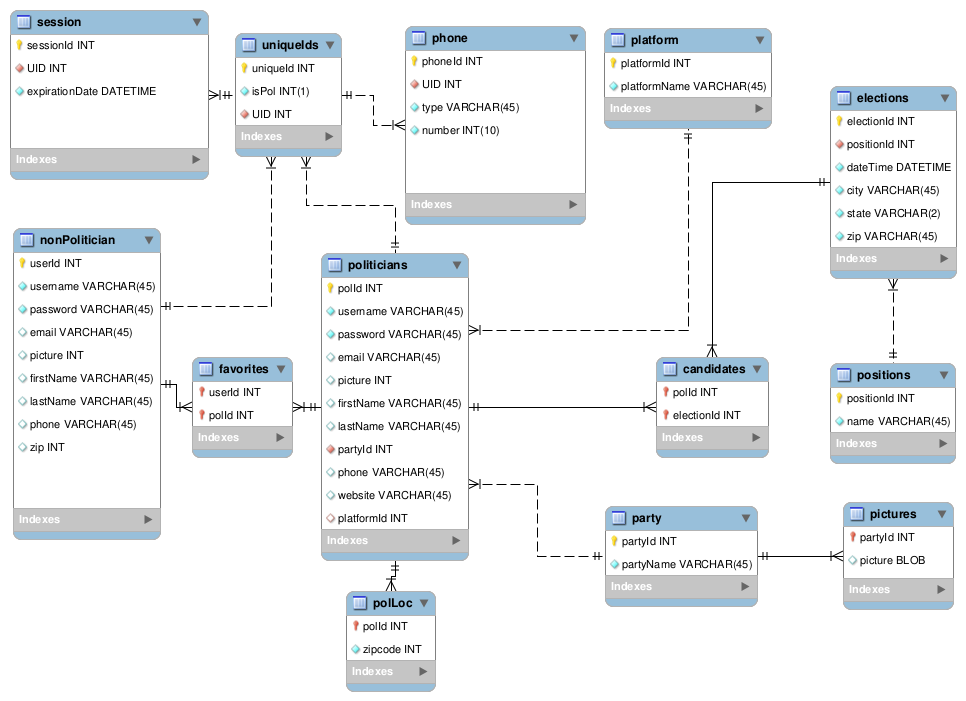 session
sessionId INT
UID INT
expirationDate DATETIME
Indexes
uniqueIds
uniqueId INT
isPol INT(1)
UID INT
Indexes
phone
phoneId INT
UID INT
type VARCHAR(45)
number INT(10)
Indexes
platform
platformId INT
platformName VARCHAR(45)
Indexes
elections
electionId INT
positionId INT
dateTime DATETIME
city VARCHAR(45)
state VARCHAR(2)
zip VARCHAR(45)
Indexes
nonPolitician
userId INT
username VARCHAR(45)
password VARCHAR(45)
email VARCHAR(45)
picture INT
firstName VARCHAR(45)
lastName VARCHAR(45)
phone VARCHAR(45)
zip INT
Indexes
favorites
userId INT
polId INT
Indexes
politicians
polId INT
username VARCHAR(45)
password VARCHAR(45)
email VARCHAR(45)
picture INT
firstName VARCHAR(45)
lastName VARCHAR(45)
partyId INT
phone VARCHAR(45)
website VARCHAR(45)
platformId INT
Indexes
candidates
polId INT
electionId INT
Indexes
positions
positionId INT
name VARCHAR(45)
Indexes
party
partyId INT
partyName VARCHAR(45)
Indexes
pictures
partyId INT
picture BLOB
Indexes
polLoc
polId INT
zipcode INT
Indexes